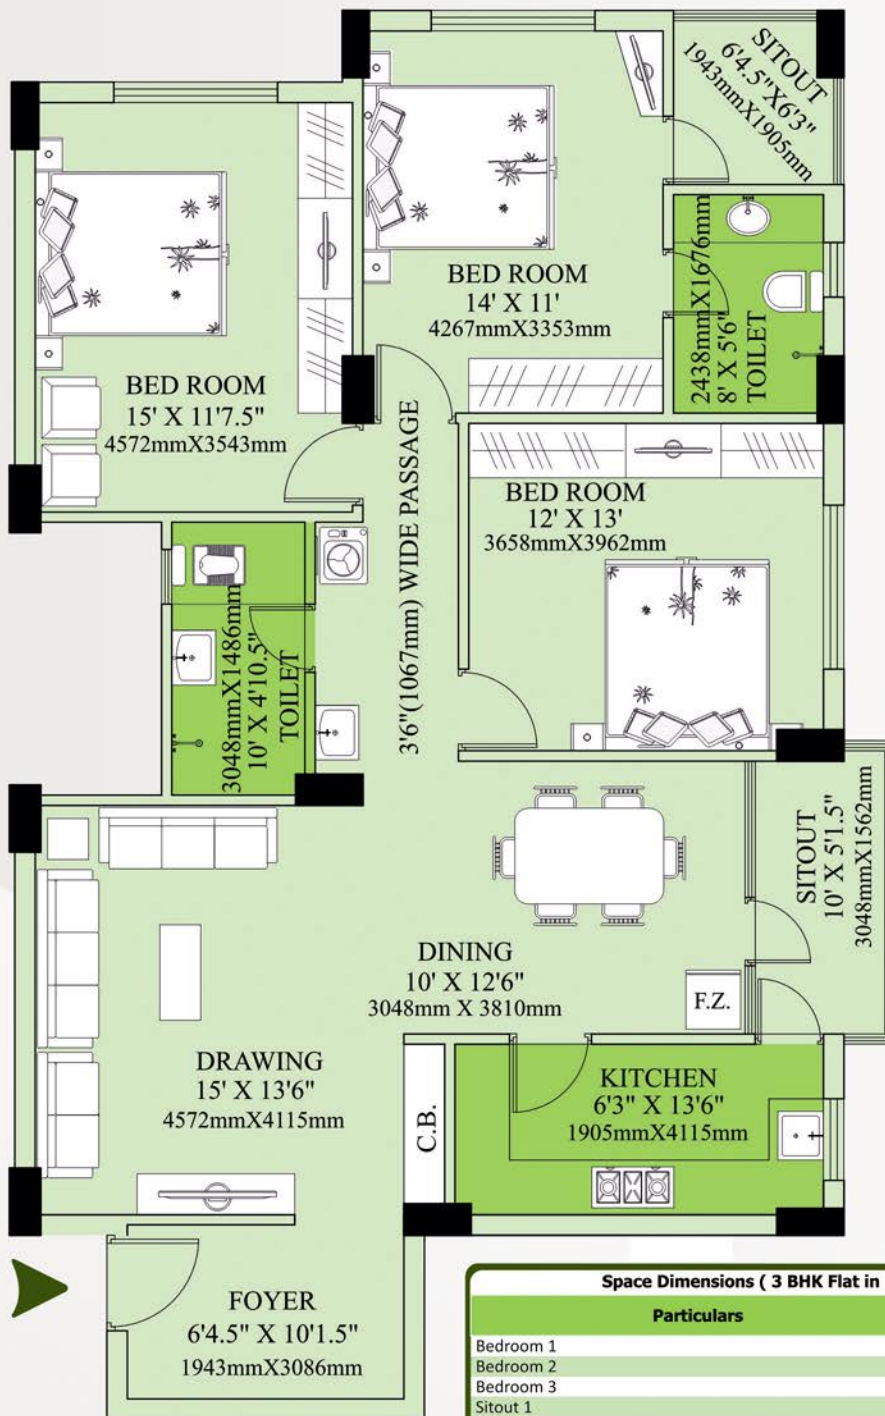 SITOUT
6'4.5"X6'3"
1943mmX1905mm
BED ROOM
14' X 11'
4267mmX3353mm
2438mmX1676mm
8' X 5'6"
TOILET
BED ROOM
15' X 11'7.5"
4572mmX3543mm
3'6"(1067mm) WIDE PASSAGE
BED ROOM
12' X 13'
3658mmX3962mm
3048mmX1486mm
10' X 4'10.5"
TOILET
SITOUT
10' X 5'1.5"
3048mmX1562mm
DINING
10' X 12'6"
3048mm X 3810mm
F.Z.
DRAWING
15' X 13'6"
4572mmX4115mm
C.B.
KITCHEN
6'3" X 13'6"
1905mmX4115mm
FOYER
6'4.5" X 10'1.5"
1943mmX3086mm
Space Dimensions ( 3 BHK Flat in
Particulars
Bedroom 1
Bedroom 2
Bedroom 3
Sitout 1